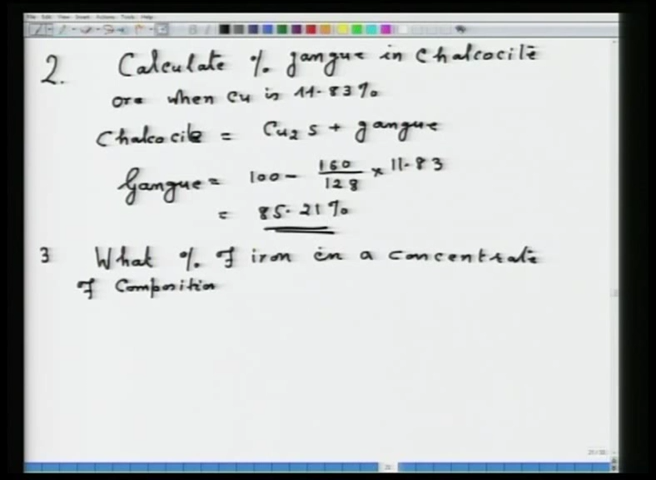 2. Calculate % gangue in chalcocite
ore when cu is 11.83%
Chalcocite = Cu2 S + gangue
Gangue = 100 - 160/128 x 11.83
= 85.21%
3 What % of iron in a concentrate
of composition